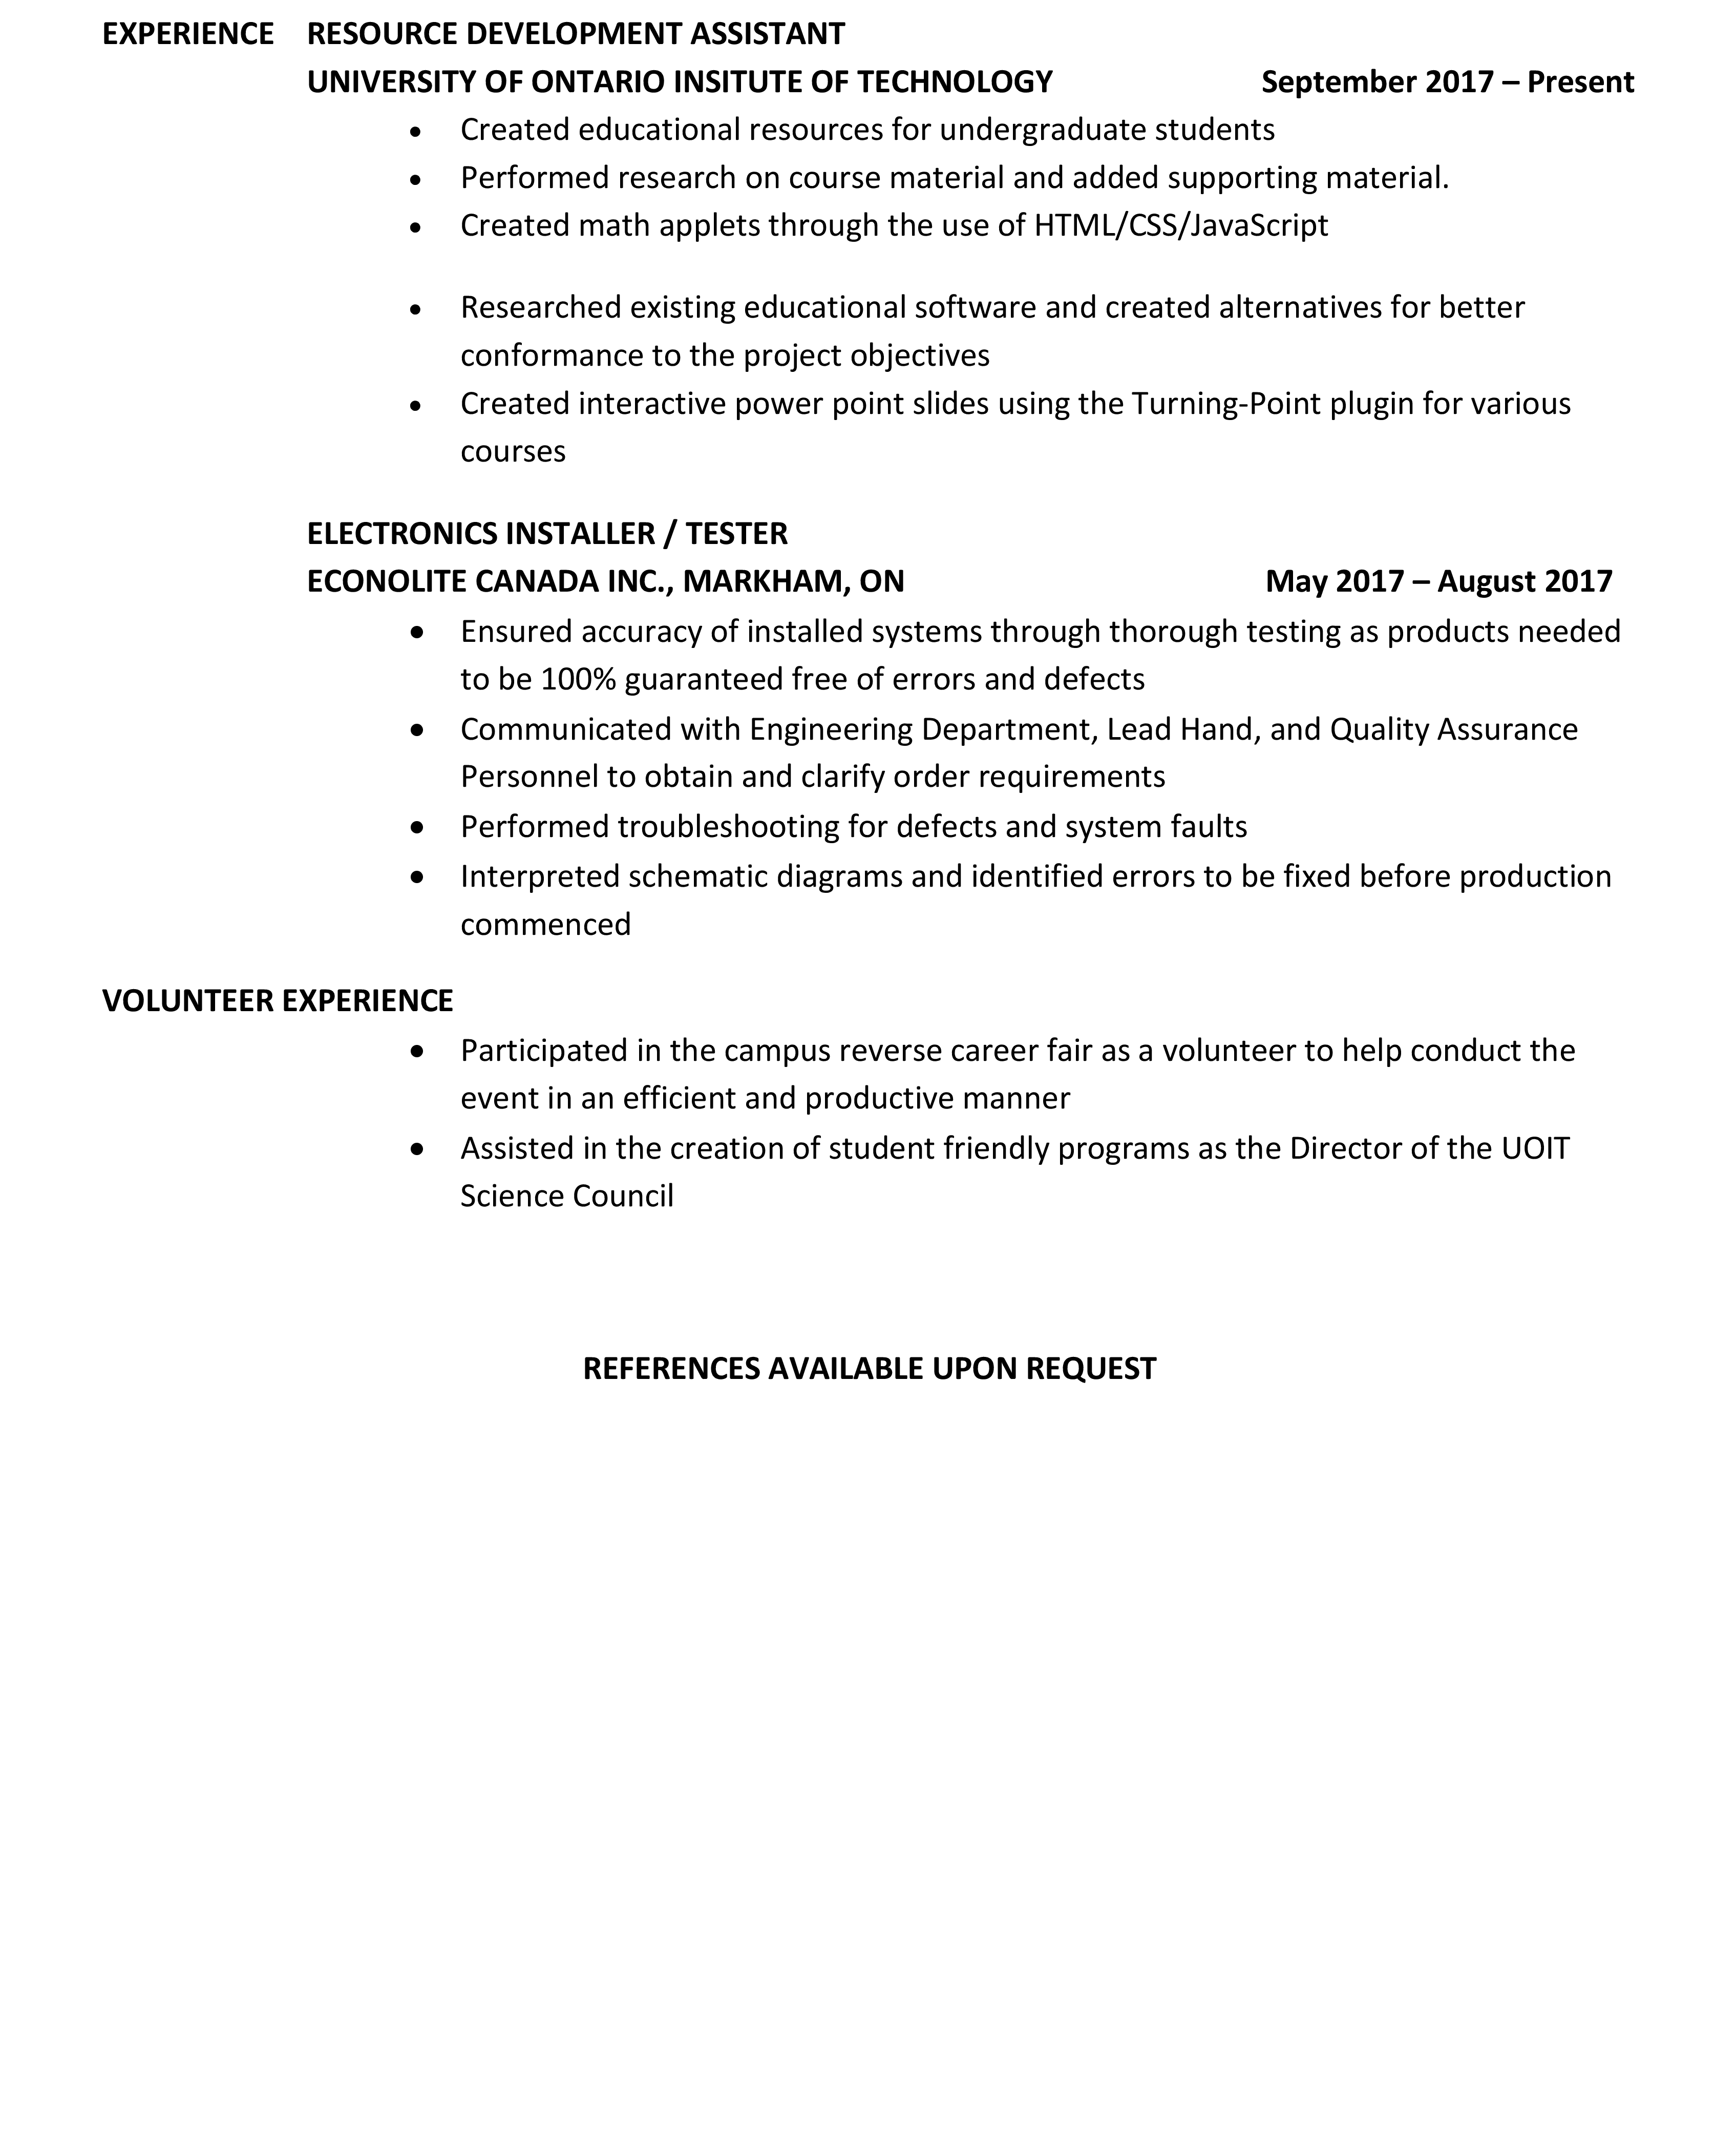 EXPERIENCE RESOURCE DEVELOPMENT ASSISTANT
UNIVERSITY OF ONTARIO INSITUTE OF TECHNOLOGY September 2017 – Present
• Created educational resources for undergraduate students
• Performed research on course material and added supporting material.
• Created math applets through the use of HTML/CSS/JavaScript
• Researched existing educational software and created alternatives for better
conformance to the project objectives
• Created interactive power point slides using the Turning-Point plugin for various
courses
ELECTRONICS INSTALLER / TESTER
ECONOLITE CANADA INC., MARKHAM, ON May 2017 – August 2017
• Ensured accuracy of installed systems through thorough testing as products needed
to be 100% guaranteed free of errors and defects
• Communicated with Engineering Department, Lead Hand, and Quality Assurance
Personnel to obtain and clarify order requirements
• Performed troubleshooting for defects and system faults
• Interpreted schematic diagrams and identified errors to be fixed before production
commenced
VOLUNTEER EXPERIENCE
• Participated in the campus reverse career fair as a volunteer to help conduct the
event in an efficient and productive manner
• Assisted in the creation of student friendly programs as the Director of the UOIT
Science Council
REFERENCES AVAILABLE UPON REQUEST